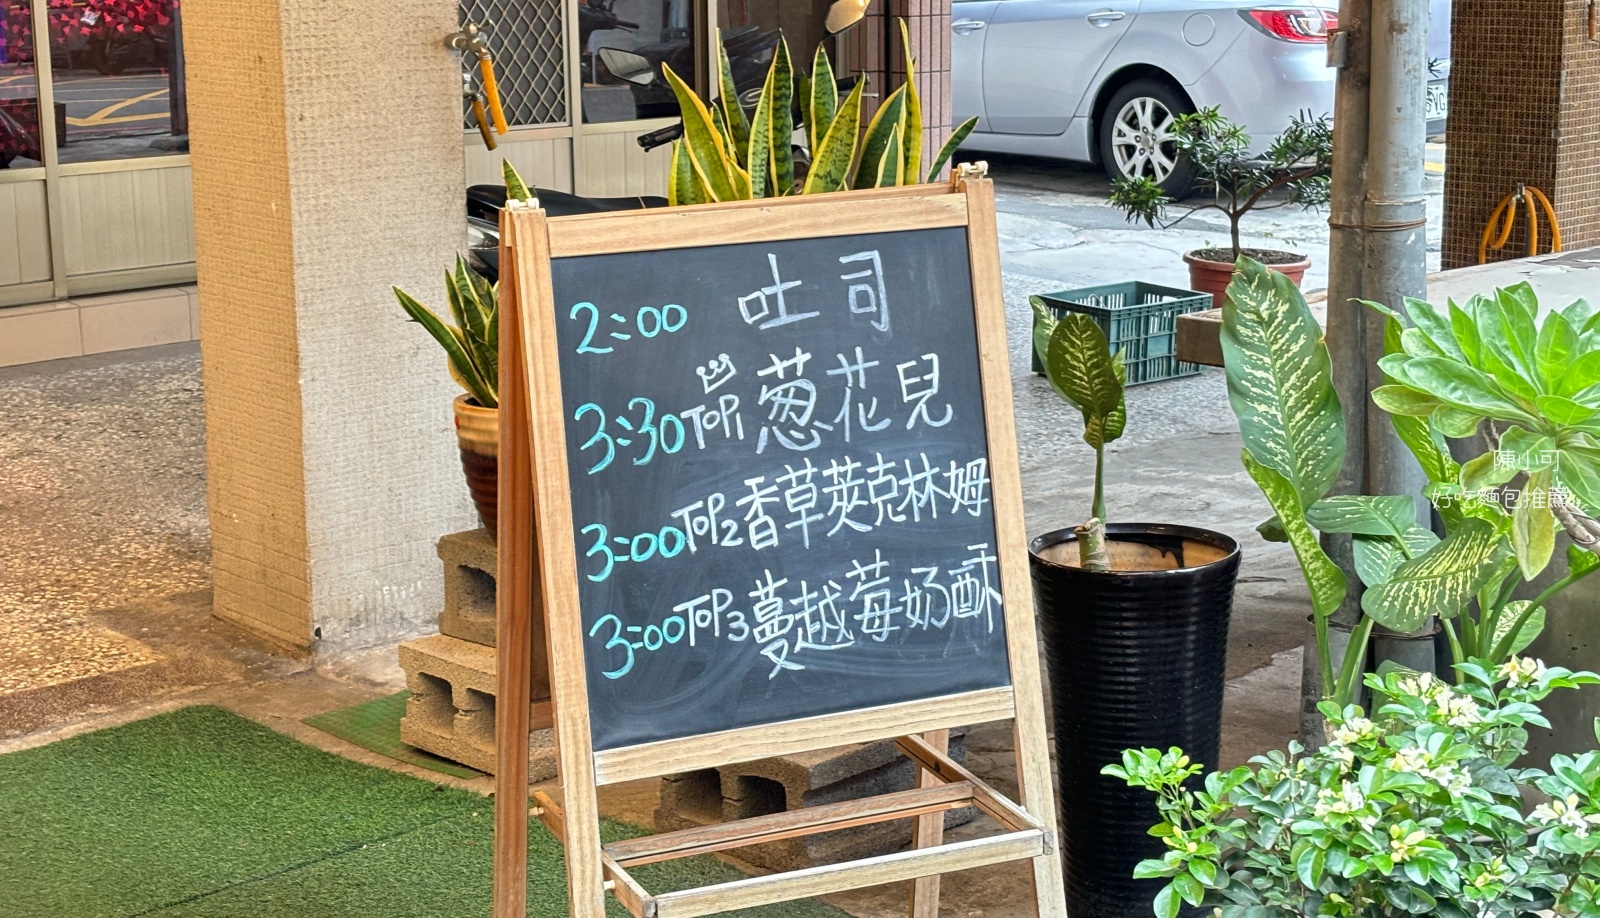 2:00 吐司
3:30 TOP1 葱花兒
3:00 TOP2 香草莢克林姆
3:00 TOP3 蔓越莓奶酥
陳小可
好吃麵包推薦